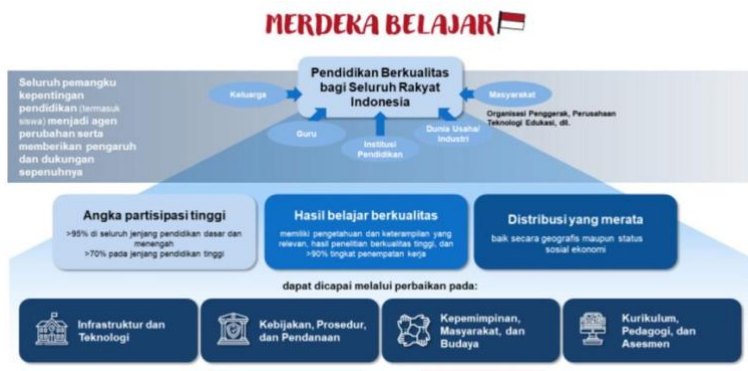 MERDEKA BELAJAR
Pendidikan Berkualitas
bagi Seluruh Rakyat
Indonesia
Seluruh pemangku
kepentingan
pendidikan (termasuk
siswa) menjadi agen
perubahan serta
memberikan pengaruh
dan dukungan
sepenuhnya
Keluarga
Guru
Institusi
Pendidikan
Dunia Usaha/
Industri
Masyarakat
Organisasi Penggerak, Perusahaan
Teknologi Edukasi, dll.
Angka partisipasi tinggi
>95% di seluruh jenjang pendidikan dasar dan
menengah
>70% pada jenjang pendidikan tinggi
Hasil belajar berkualitas
memiliki pengetahuan dan keterampilan yang
relevan, hasil penelitian berkualitas tinggi, dan
>90% tingkat penempatan kerja
Distribusi yang merata
baik secara geografis maupun status
sosial ekonomi
dapat dicapai melalui perbaikan pada:
Infrastruktur dan
Teknologi
Kebijakan, Prosedur,
dan Pendanaan
Kepemimpinan,
Masyarakat, dan
Budaya
Kurikulum,
Pedagogi, dan
Asesmen